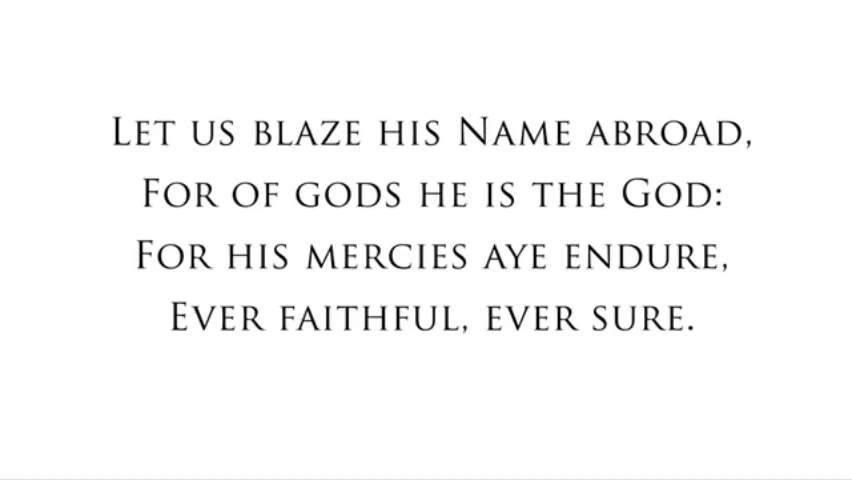 Let us blaze his Name abroad,
For of gods he is the God:
For his mercies aye endure,
Ever faithful, ever sure.